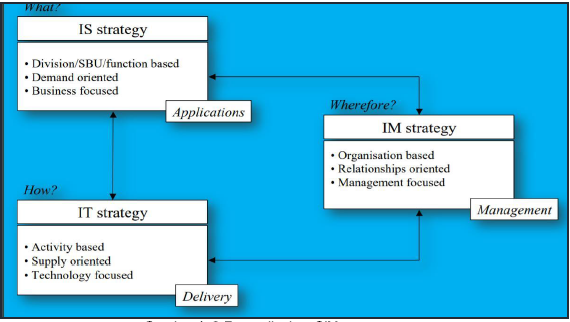 What?
IS strategy
• Division/SBU/function based
• Demand oriented
• Business focused
Applications
Wherefore?
IM strategy
• Organisation based
• Relationships oriented
• Management focused
Management
How?
IT strategy
• Activity based
• Supply oriented
• Technology focused
Delivery